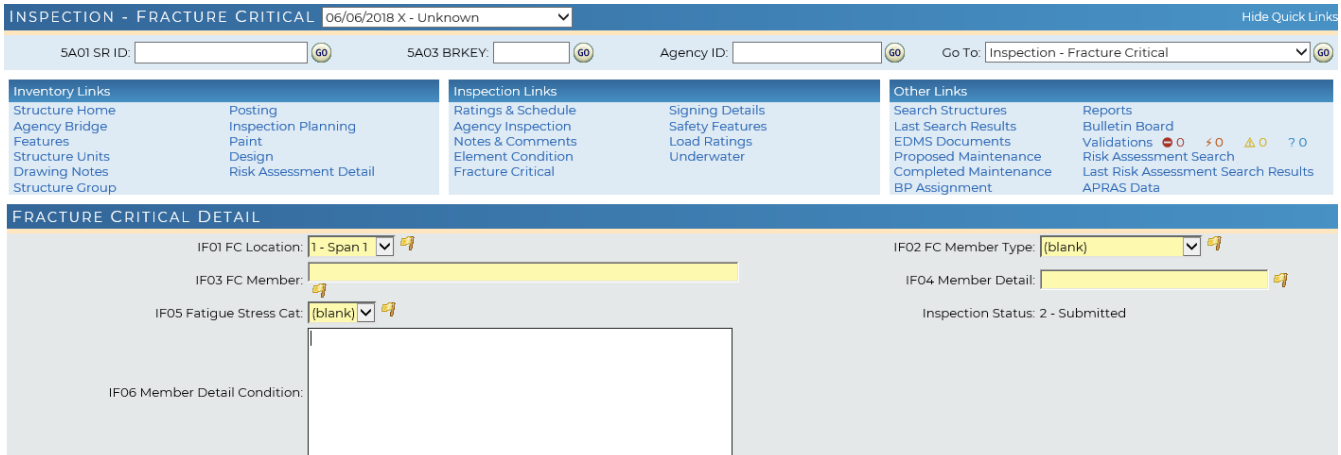 INSPECTION - FRACTURE CRITICAL 06/06/2018 X - Unknown Hide Quick Links
5A01 SR ID: GO 5A03 BRKEY: GO Agency ID: GO Go To: Inspection - Fracture Critical GO
Inventory Links
Structure Home Posting
Agency Bridge Inspection Planning
Features Paint
Structure Units Design
Drawing Notes Risk Assessment Detail
Structure Group
Inspection Links
Ratings & Schedule Signing Details
Agency Inspection Safety Features
Notes & Comments Load Ratings
Element Condition Underwater
Fracture Critical
Other Links
Search Structures Reports
Last Search Results Bulletin Board
EDMS Documents Validations 0 0 0 ? 0
Proposed Maintenance Risk Assessment Search
Completed Maintenance Last Risk Assessment Search Results
BP Assignment APRAS Data
FRACTURE CRITICAL DETAIL
IF01 FC Location: 1 - Span 1 IF02 FC Member Type: (blank)
IF03 FC Member: IF04 Member Detail:
IF05 Fatigue Stress Cat: (blank) Inspection Status: 2 - Submitted
IF06 Member Detail Condition: